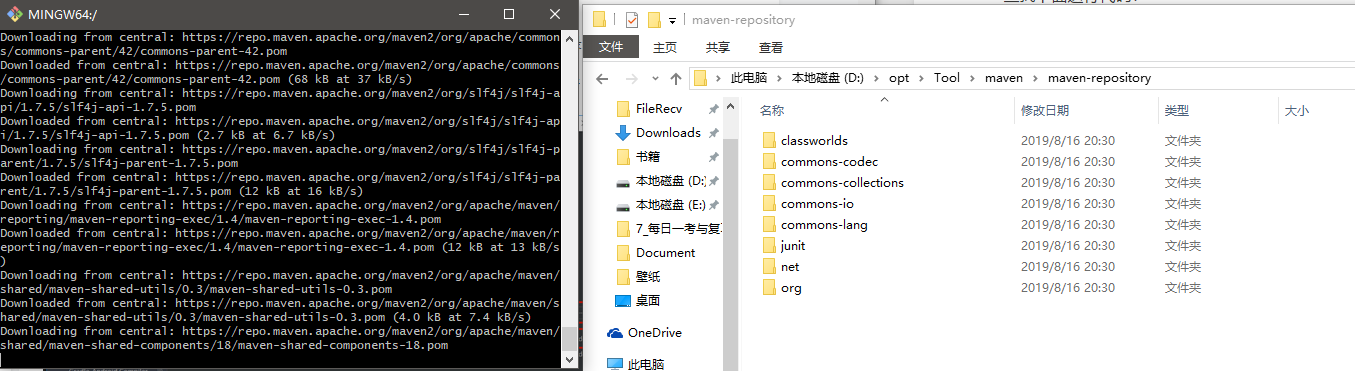 MINGW64:/
Downloading from central: https://repo.maven.apache.org/maven2/org/apache/common
s/commons-parent/42/commons-parent-42.pom
Downloaded from central: https://repo.maven.apache.org/maven2/org/apache/commons
/commons-parent/42/commons-parent-42.pom (68 kB at 37 kB/s)
Downloading from central: https://repo.maven.apache.org/maven2/org/slf4j/slf4j-a
pi/1.7.5/slf4j-api-1.7.5.pom
Downloaded from central: https://repo.maven.apache.org/maven2/org/slf4j/slf4j-ap
i/1.7.5/slf4j-api-1.7.5.pom (2.7 kB at 6.7 kB/s)
Downloading from central: https://repo.maven.apache.org/maven2/org/slf4j/slf4j-p
arent/1.7.5/slf4j-parent-1.7.5.pom
Downloaded from central: https://repo.maven.apache.org/maven2/org/slf4j/slf4j-pa
rent/1.7.5/slf4j-parent-1.7.5.pom (12 kB at 16 kB/s)
Downloading from central: https://repo.maven.apache.org/maven2/org/apache/maven/
reporting/maven-reporting-exec/1.4/maven-reporting-exec-1.4.pom
Downloaded from central: https://repo.maven.apache.org/maven2/org/apache/maven/r
eporting/maven-reporting-exec/1.4/maven-reporting-exec-1.4.pom (12 kB at 13 kB/s
)
Downloading from central: https://repo.maven.apache.org/maven2/org/apache/maven/
shared/maven-shared-utils/0.3/maven-shared-utils-0.3.pom
Downloaded from central: https://repo.maven.apache.org/maven2/org/apache/maven/s
hared/maven-shared-utils/0.3/maven-shared-utils-0.3.pom (4.0 kB at 7.4 kB/s)
Downloading from central: https://repo.maven.apache.org/maven2/org/apache/maven/
shared/maven-shared-components/18/maven-shared-components-18.pom
maven-repository
文件 主页 共享 查看
此电脑 > 本地磁盘 (D:) > opt > Tool > maven > maven-repository
FileRecv
Downloads
书籍
本地磁盘 (D:)
本地磁盘 (E:)
7_每日一考与复
Document
壁纸
桌面
OneDrive
此电脑
名称 修改日期 类型 大小
classworlds 2019/8/16 20:30 文件夹
commons-codec 2019/8/16 20:30 文件夹
commons-collections 2019/8/16 20:30 文件夹
commons-io 2019/8/16 20:30 文件夹
commons-lang 2019/8/16 20:30 文件夹
junit 2019/8/16 20:30 文件夹
net 2019/8/16 20:30 文件夹
org 2019/8/16 20:30 文件夹